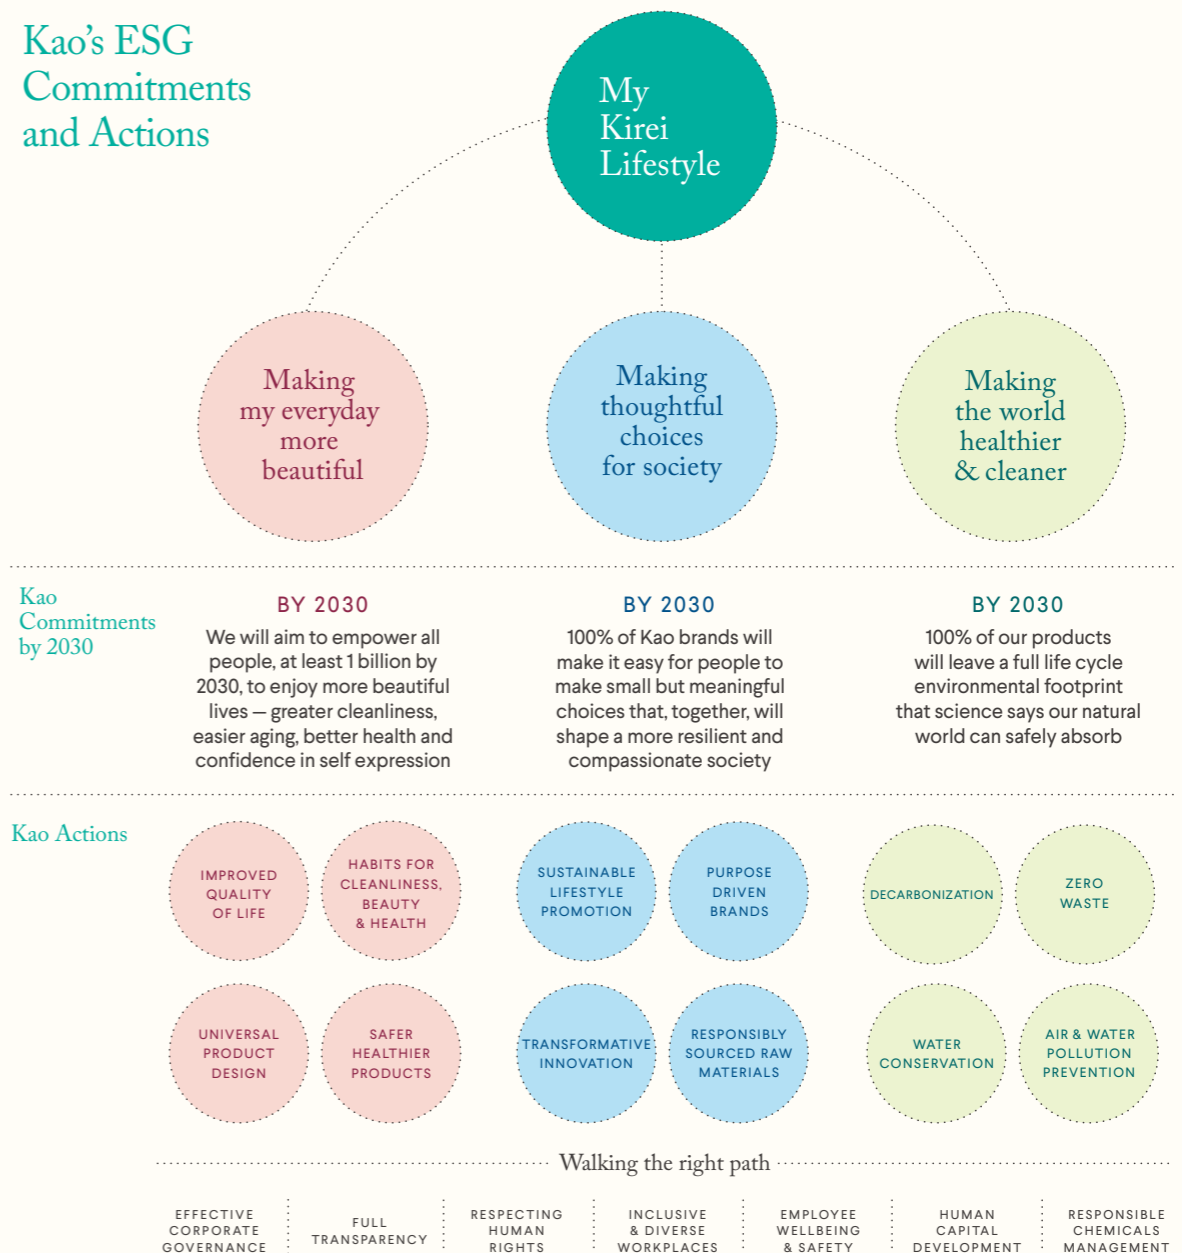 Kao's ESG
Commitments
and Actions
My
Kirei
Lifestyle
Making
my everyday
more
beautiful
Making
thoughtful
choices
for society
Making
the world
healthier
& cleaner
Kao
Commitments
by 2030
BY 2030
We will aim to empower all
people, at least 1 billion by
2030, to enjoy more beautiful
lives — greater cleanliness,
easier aging, better health and
confidence in self expression
BY 2030
100% of Kao brands will
make it easy for people to
make small but meaningful
choices that, together, will
shape a more resilient and
compassionate society
BY 2030
100% of our products
will leave a full life cycle
environmental footprint
that science says our natural
world can safely absorb
Kao Actions
IMPROVED
QUALITY
OF LIFE
HABITS FOR
CLEANLINESS,
BEAUTY
& HEALTH
SUSTAINABLE
LIFESTYLE
PROMOTION
PURPOSE
DRIVEN
BRANDS
DECARBONIZATION
ZERO
WASTE
UNIVERSAL
PRODUCT
DESIGN
SAFER
HEALTHIER
PRODUCTS
TRANSFORMATIVE
INNOVATION
RESPONSIBLY
SOURCED RAW
MATERIALS
WATER
CONSERVATION
AIR & WATER
POLLUTION
PREVENTION
Walking the right path
EFFECTIVE
CORPORATE
GOVERNANCE
FULL
TRANSPARENCY
RESPECTING
HUMAN
RIGHTS
INCLUSIVE
& DIVERSE
WORKPLACES
EMPLOYEE
WELLBEING
& SAFETY
HUMAN
CAPITAL
DEVELOPMENT
RESPONSIBLE
CHEMICALS
MANAGEMENT